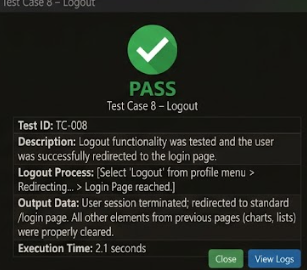 Test Case 8 – Logout
PASS
Test Case 8 – Logout
Test ID: TC-008
Description: Logout functionality was tested and the user
was successfully redirected to the login page.
Logout Process: [Select 'Logout' from profile menu >
Redirecting... > Login Page reached.]
Output Data: User session terminated; redirected to standard
/login page. All other elements from previous pages (charts, lists)
were properly cleared.
Execution Time: 2.1 seconds
Close View Logs